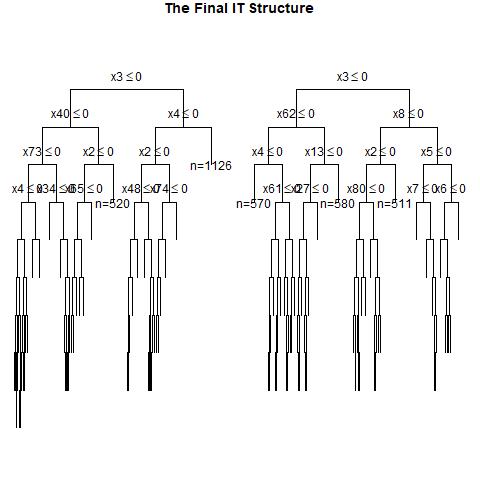 The Final IT Structure
x3 ≤ 0 x3 ≤ 0
x40 ≤ 0 x4 ≤ 0 x62 ≤ 0 x8 ≤ 0
x73 ≤ 0 x2 ≤ 0 x2 ≤ 0 x4 ≤ 0 x13 ≤ 0 x2 ≤ 0 x5 ≤ 0
n=1126
x4 ≤ 0 x34 ≤ 0 x65 ≤ 0 x48 ≤ 0 x74 ≤ 0 x61 ≤ 0 x27 ≤ 0 x80 ≤ 0 x7 ≤ 0 x6 ≤ 0
n=520 n=570 n=580 n=511